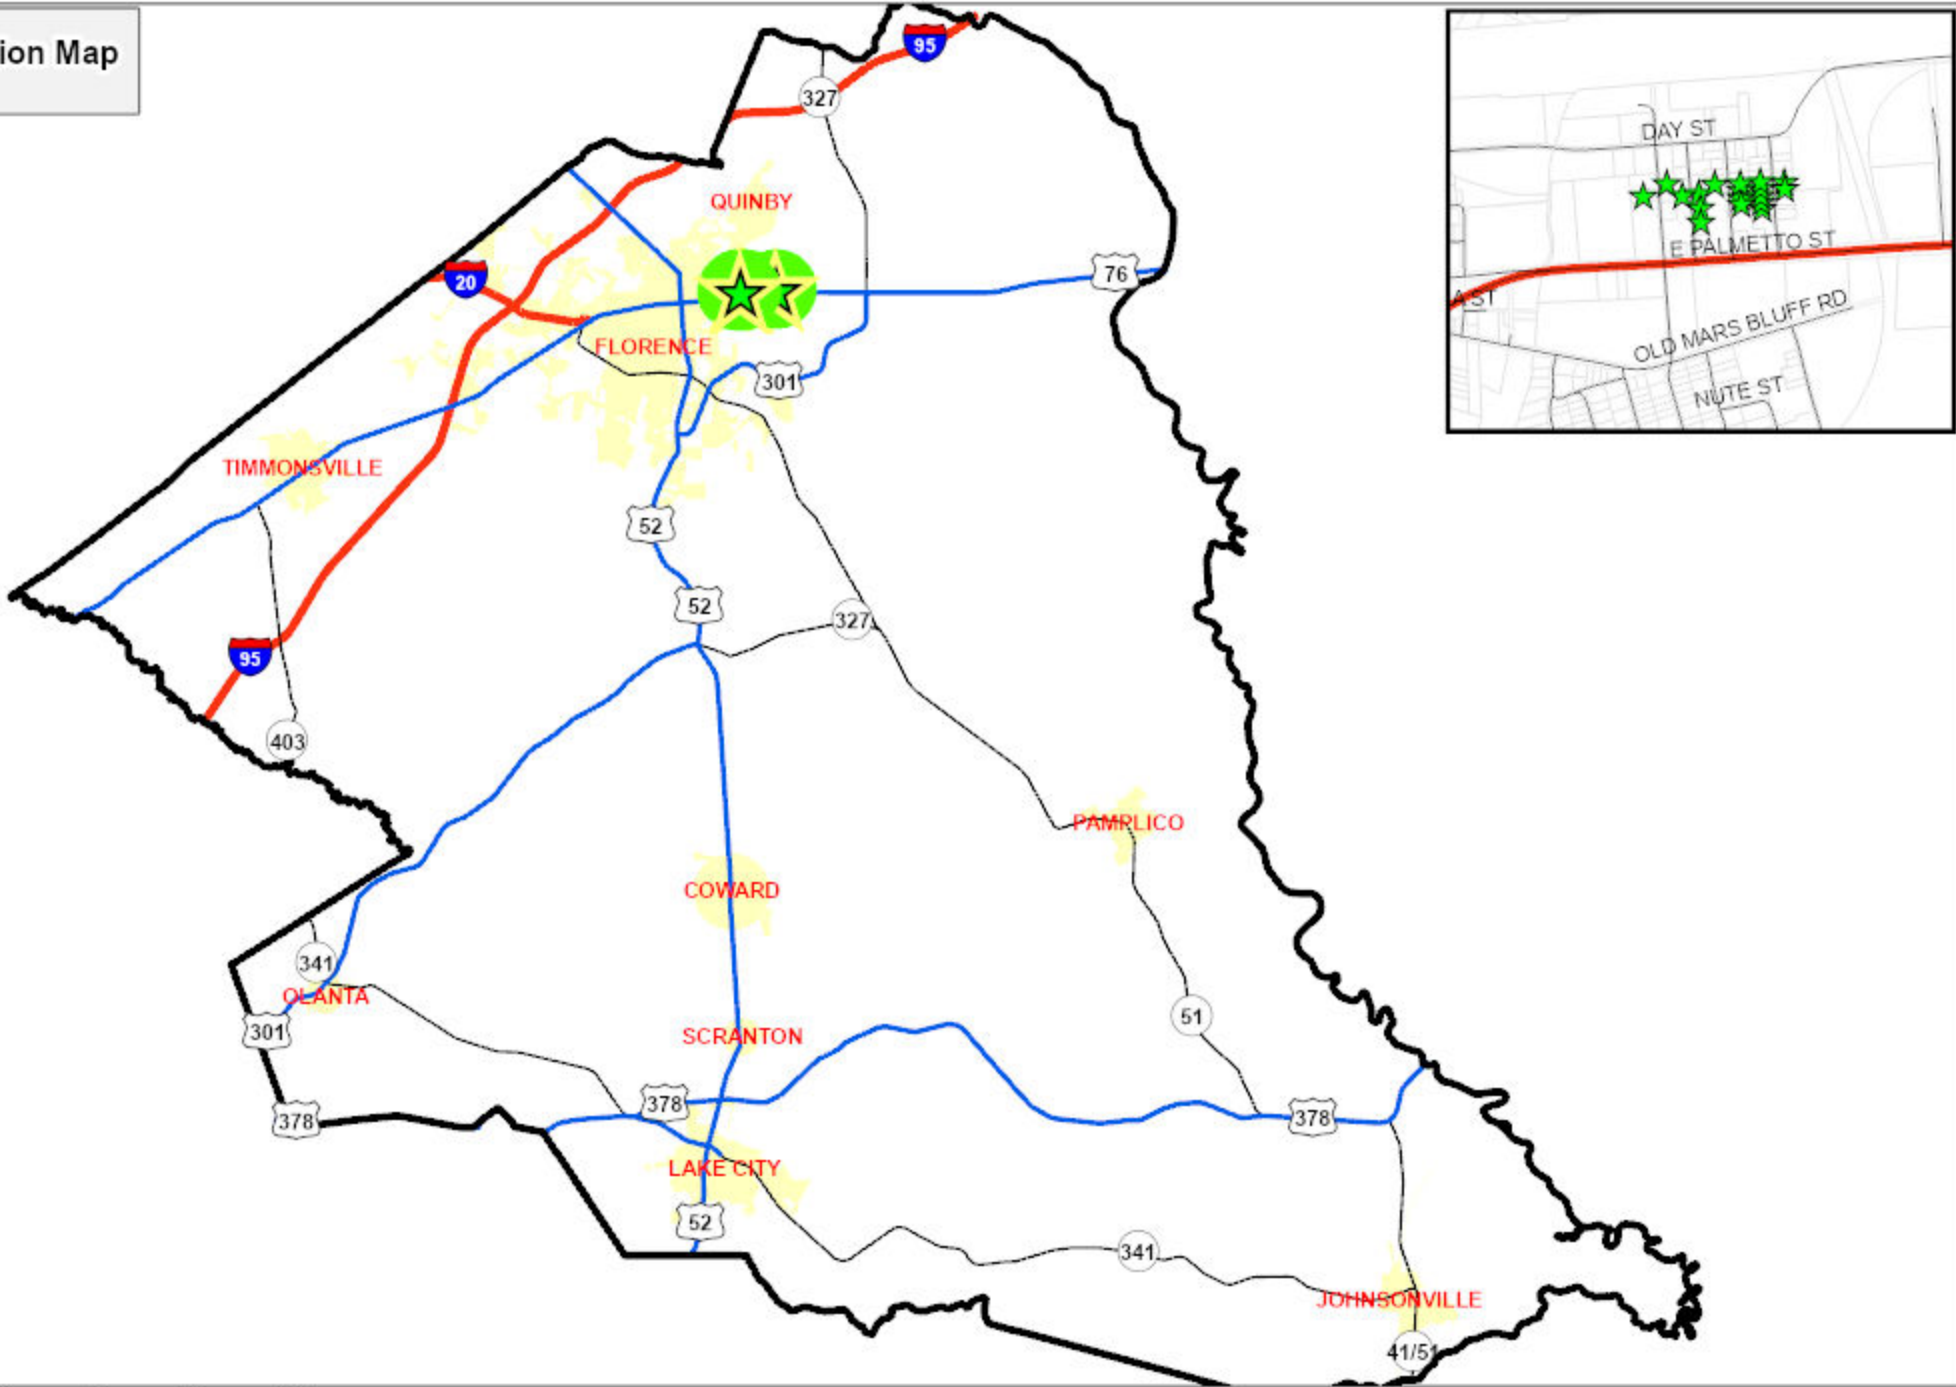 ion Map
95
327
QUINBY
20
76
FLORENCE
301
TIMMONSVILLE
52
52
327
95
403
PAMPLICO
COWARD
341
OLANTA
301
51
SCRANTON
378
378
378
LAKE CITY
52
341
JOHNSONVILLE
41/51
DAY ST
E PALMETTO ST
A ST
OLD MARS BLUFF RD
NUTE ST